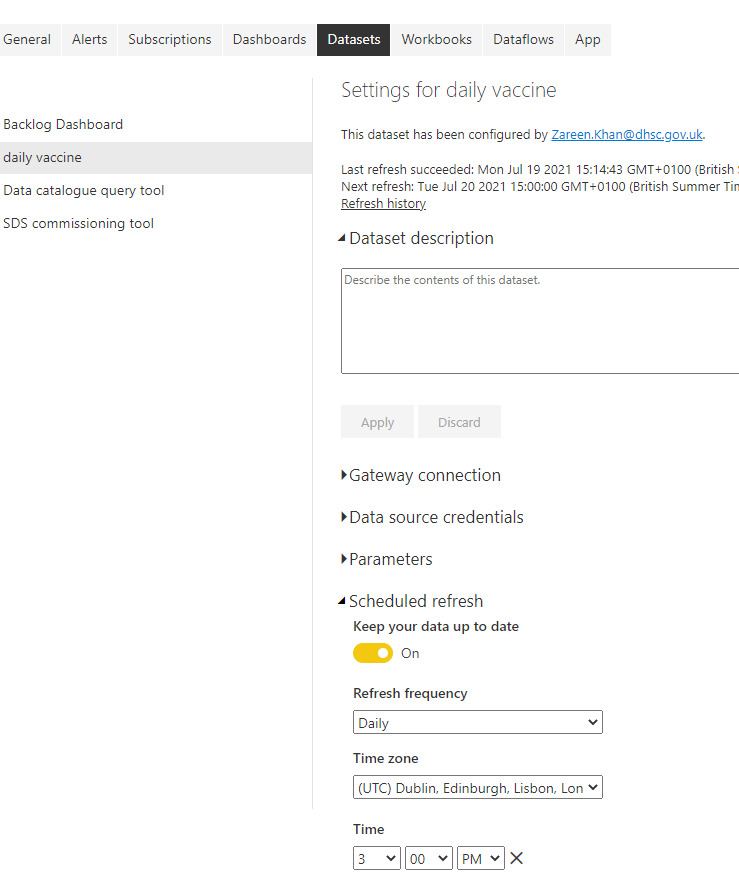 General Alerts Subscriptions Dashboards Datasets Workbooks Dataflows App
Backlog Dashboard
daily vaccine
Data catalogue query tool
SDS commissioning tool
Settings for daily vaccine
This dataset has been configured by Zareen.Khan@dhsc.gov.uk.
Last refresh succeeded: Mon Jul 19 2021 15:14:43 GMT+0100 (British
Next refresh: Tue Jul 20 2021 15:00:00 GMT+0100 (British Summer
Refresh history
Dataset description
Describe the contents of this dataset.
Apply Discard
Gateway connection
Data source credentials
Parameters
Scheduled refresh
Keep your data up to date
On
Refresh frequency
Daily
Time zone
(UTC) Dublin, Edinburgh, Lisbon, Lon
Time
3 00 PM